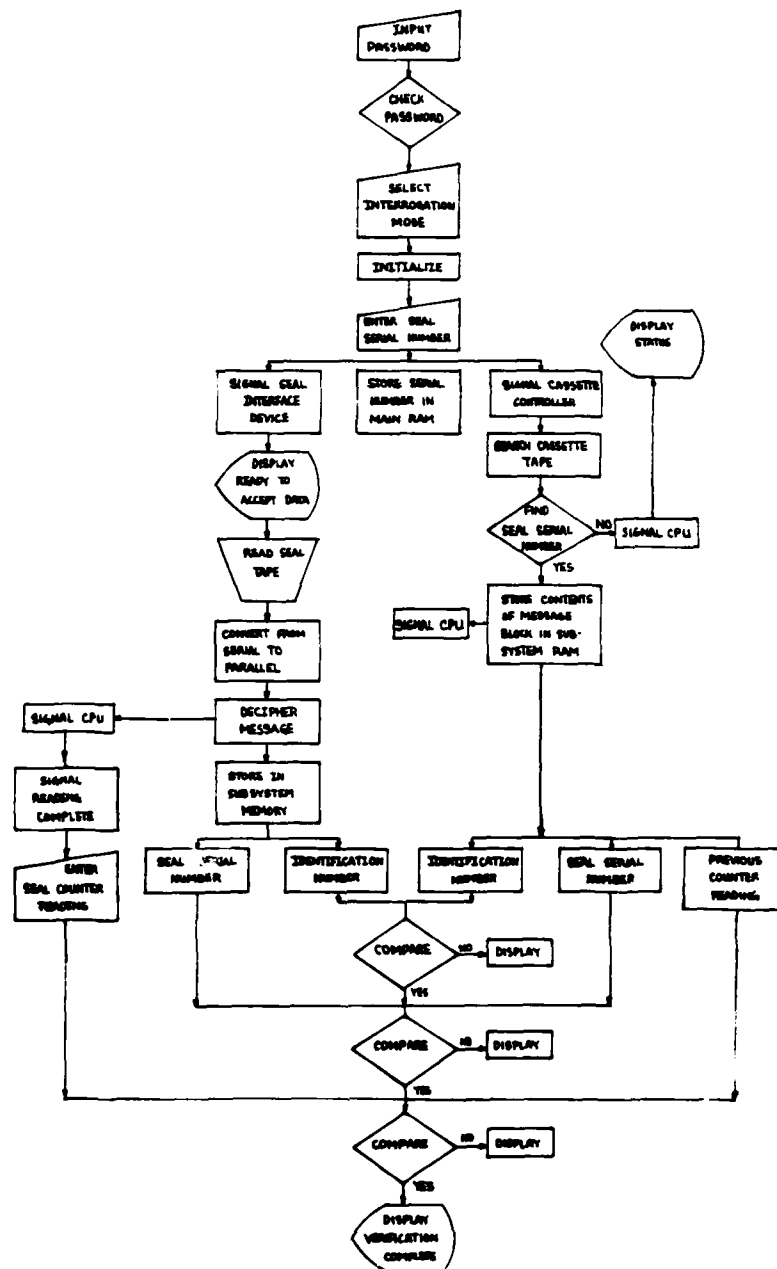 INPUT
PASSWORD
CHECK
PASSWORD
SELECT
INTERROGATION
MODE
INITIALIZE
ENTER SEAL
SERIAL NUMBER
DISPLAY
STATUS
SIGNAL SEAL
INTERFACE
DEVICE
STORE SERIAL
NUMBER IN
MAIN RAM
SIGNAL CASSETTE
CONTROLLER
DISPLAY
READY TO
ACCEPT DATA
SEARCH CASSETTE
TAPE
FIND
SEAL SERIAL
NUMBER
NO
SIGNAL CPU
YES
READ SEAL
TAPE
STORE CONTENTS
OF MESSAGE
BLOCK IN SUB-
SYSTEM RAM
SIGNAL CPU
CONVERT FROM
SERIAL TO
PARALLEL
DECIPHER
MESSAGE
SIGNAL CPU
SIGNAL
READING
COMPLETE
STORE IN
SUBSYSTEM
MEMORY
ENTER
SEAL COUNTER
READING
SEAL SERIAL
NUMBER
IDENTIFICATION
NUMBER
IDENTIFICATION
NUMBER
SEAL SERIAL
NUMBER
PREVIOUS
COUNTER
READING
COMPARE
NO
DISPLAY
YES
COMPARE
NO
DISPLAY
YES
COMPARE
NO
DISPLAY
YES
DISPLAY
VERIFICATION
COMPLETE